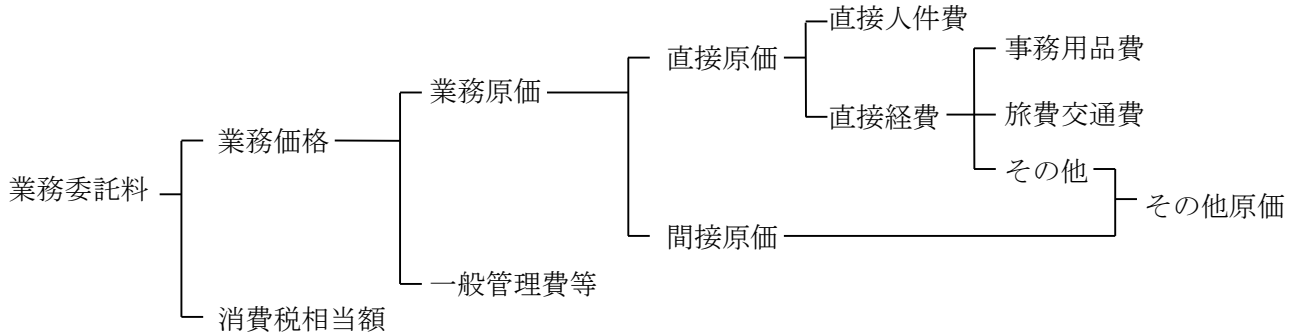 業務委託料
業務価格
消費税相当額
業務原価
一般管理費等
直接原価
間接原価
直接人件費
直接経費
事務用品費
旅費交通費
その他
その他原価